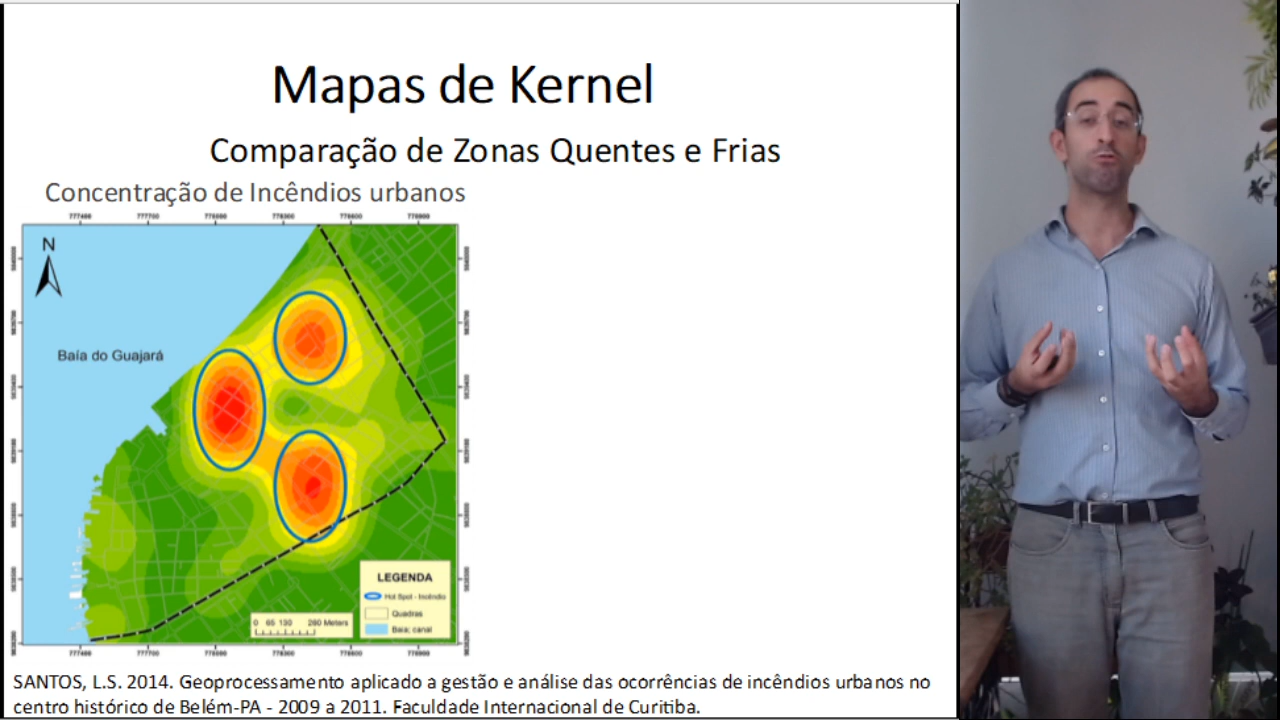 Mapas de Kernel
Comparação de Zonas Quentes e Frias
Concentração de Incêndios urbanos
N
Baía do Guajará
LEGENDA
Hot Spot - Incêndio
Quadras
Baia; canal
0 65 130 260 Meters
SANTOS, L.S. 2014. Geoprocessamento aplicado a gestão e análise das ocorrências de incêndios urbanos no
centro histórico de Belém-PA - 2009 a 2011. Faculdade Internacional de Curitiba.